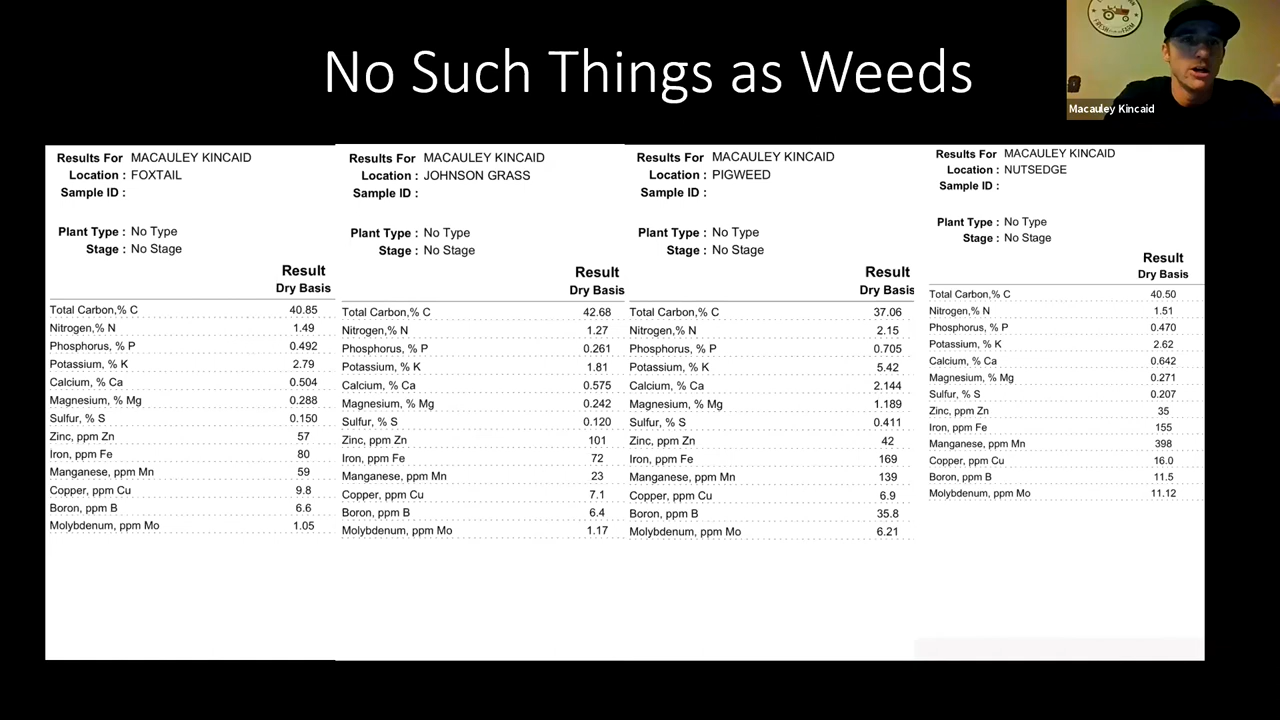 No Such Things as Weeds
Macauley Kincaid
Results For MACAULEY KINCAID
Location : FOXTAIL
Sample ID :
Plant Type : No Type
Stage : No Stage
Result
Dry Basis
Total Carbon,% C 40.85
Nitrogen,% N 1.49
Phosphorus, % P 0.492
Potassium, % K 2.79
Calcium, % Ca 0.504
Magnesium, % Mg 0.288
Sulfur, % S 0.150
Zinc, ppm Zn 57
Iron, ppm Fe 80
Manganese, ppm Mn 59
Copper, ppm Cu 9.8
Boron, ppm B 6.6
Molybdenum, ppm Mo 1.05
Results For MACAULEY KINCAID
Location : JOHNSON GRASS
Sample ID :
Plant Type : No Type
Stage : No Stage
Result
Dry Basis
Total Carbon,% C 42.68
Nitrogen,% N 1.27
Phosphorus, % P 0.261
Potassium, % K 1.81
Calcium, % Ca 0.575
Magnesium, % Mg 0.242
Sulfur, % S 0.120
Zinc, ppm Zn 101
Iron, ppm Fe 72
Manganese, ppm Mn 23
Copper, ppm Cu 7.1
Boron, ppm B 6.4
Molybdenum, ppm Mo 1.17
Results For MACAULEY KINCAID
Location : PIGWEED
Sample ID :
Plant Type : No Type
Stage : No Stage
Result
Dry Basis
Total Carbon,% C 37.06
Nitrogen,% N 2.15
Phosphorus, % P 0.705
Potassium, % K 5.42
Calcium, % Ca 2.144
Magnesium, % Mg 1.189
Sulfur, % S 0.411
Zinc, ppm Zn 42
Iron, ppm Fe 169
Manganese, ppm Mn 139
Copper, ppm Cu 6.9
Boron, ppm B 35.8
Molybdenum, ppm Mo 6.21
Results For MACAULEY KINCAID
Location : NUTSEDGE
Sample ID :
Plant Type : No Type
Stage : No Stage
Result
Dry Basis
Total Carbon,% C 40.50
Nitrogen,% N 1.51
Phosphorus, % P 0.470
Potassium, % K 2.62
Calcium, % Ca 0.642
Magnesium, % Mg 0.271
Sulfur, % S 0.207
Zinc, ppm Zn 35
Iron, ppm Fe 155
Manganese, ppm Mn 398
Copper, ppm Cu 16.0
Boron, ppm B 11.5
Molybdenum, ppm Mo 11.12